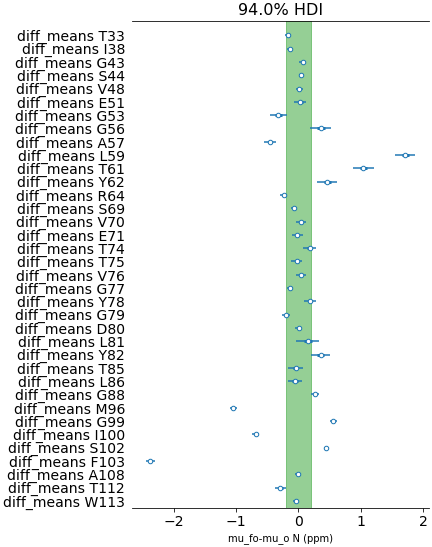 94.0% HDI
diff_means T33
diff_means I38
diff_means G43
diff_means S44
diff_means V48
diff_means E51
diff_means G53
diff_means G56
diff_means A57
diff_means L59
diff_means T61
diff_means Y62
diff_means R64
diff_means S69
diff_means V70
diff_means E71
diff_means T74
diff_means T75
diff_means V76
diff_means G77
diff_means Y78
diff_means G79
diff_means D80
diff_means L81
diff_means Y82
diff_means T85
diff_means L86
diff_means G88
diff_means M96
diff_means G99
diff_means I100
diff_means S102
diff_means F103
diff_means A108
diff_means T112
diff_means W113
−2 −1 0 1 2
mu_fo-mu_o N (ppm)